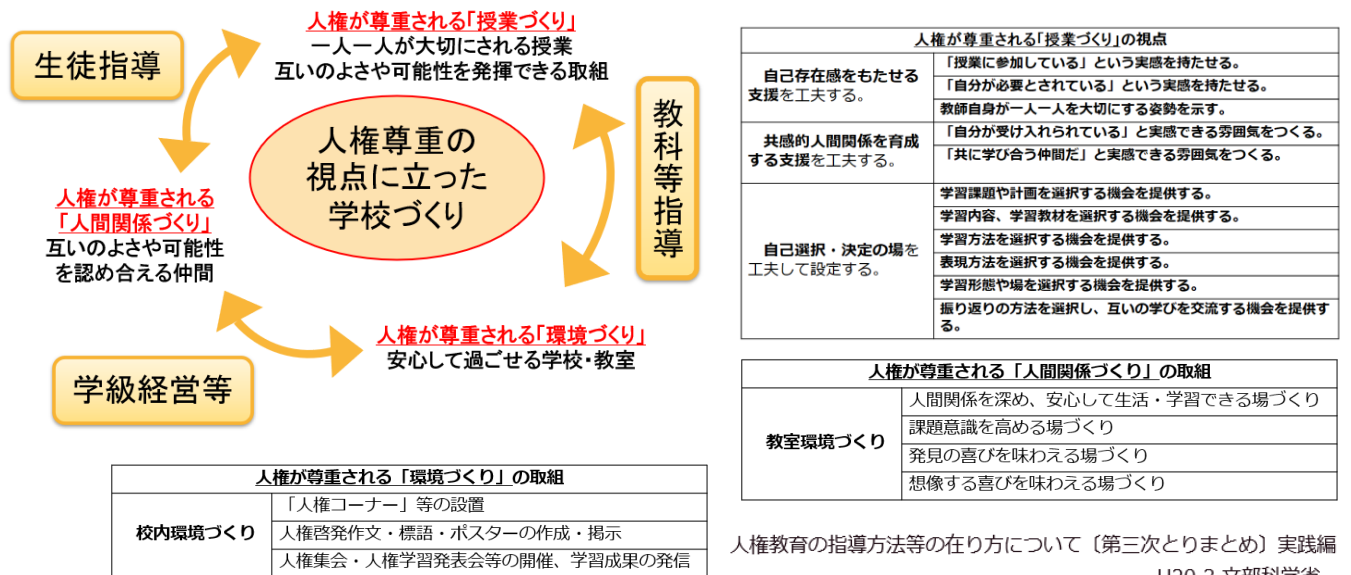 人権が尊重される「授業づくり」
一人一人が大切にされる授業
互いのよさや可能性を発揮できる取組
生徒指導
人権尊重の
視点に立った
学校づくり
教科等指導
人権が尊重される
「人間関係づくり」
互いのよさや可能性
を認め合える仲間
人権が尊重される「環境づくり」
安心して過ごせる学校・教室
学級経営等
人権が尊重される「環境づくり」の取組
校内環境づくり
「人権コーナー」等の設置
人権啓発作文・標語・ポスターの作成・掲示
人権集会・人権学習発表会等の開催、学習成果の発信
人権が尊重される「授業づくり」の視点
自己存在感をもたせる
支援を工夫する。
「授業に参加している」という実感を持たせる。
「自分が必要とされている」という実感を持たせる。
教師自身が一人一人を大切にする姿勢を示す。
共感的人間関係を育成
する支援を工夫する。
「自分が受け入れられている」と実感できる雰囲気をつくる。
「共に学び合う仲間だ」と実感できる雰囲気をつくる。
自己選択・決定の場を
工夫して設定する。
学習課題や計画を選択する機会を提供する。
学習内容、学習教材を選択する機会を提供する。
学習方法を選択する機会を提供する。
表現方法を選択する機会を提供する。
学習形態や場を選択する機会を提供する。
振り返りの方法を選択し、互いの学びを交流する機会を提供す
る。
人権が尊重される「人間関係づくり」の取組
教室環境づくり
人間関係を深め、安心して生活・学習できる場づくり
課題意識を高める場づくり
発見の喜びを味わえる場づくり
想像する喜びを味わえる場づくり
人権教育の指導方法等の在り方について〔第三次とりまとめ〕実践編
H20.3 文部科学省